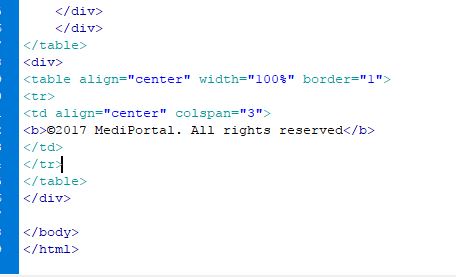 </div>
</div>
</table>
<div>
<table align="center" width="100%" border="1">
<tr>
<td align="center" colspan="3">
<b>©2017 MediPortal. All rights reserved</b>
</td>
</tr>
</table>
</div>
</body>
</html>